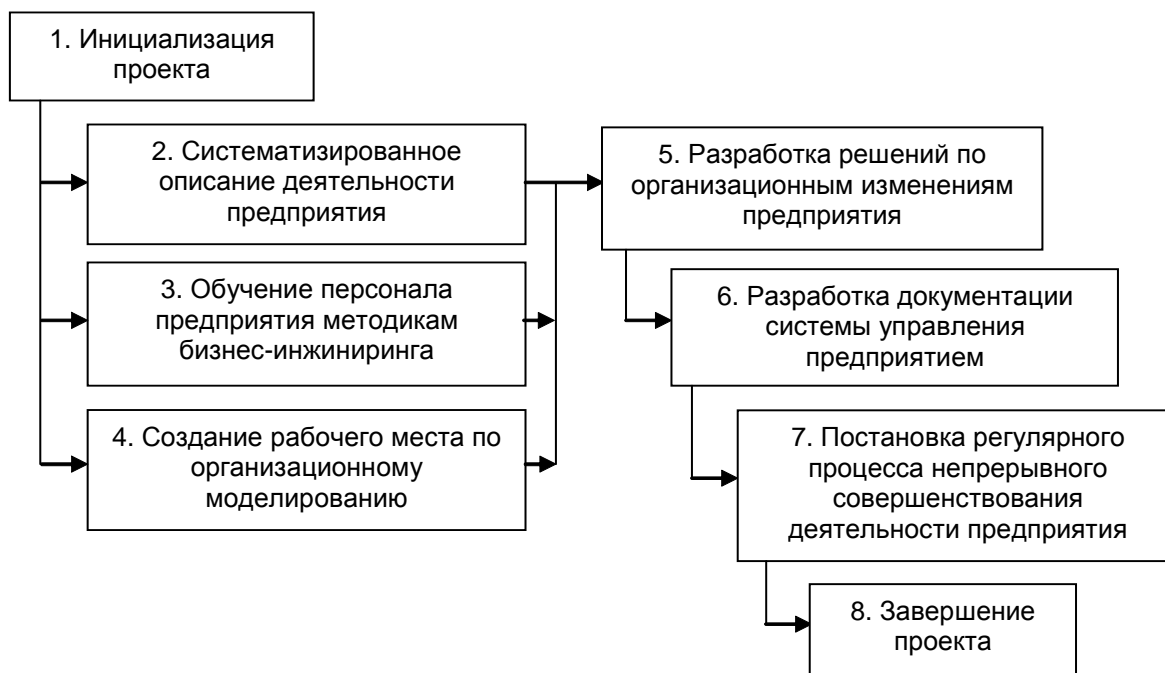 1. Инициализация
проекта
2. Систематизированное
описание деятельности
предприятия
3. Обучение персонала
предприятия методикам
бизнес-инжиниринга
4. Создание рабочего места по
организационному
моделированию
5. Разработка решений по
организационным изменениям
предприятия
6. Разработка документации
системы управления
предприятием
7. Постановка регулярного
процесса непрерывного
совершенствования
деятельности предприятия
8. Завершение
проекта